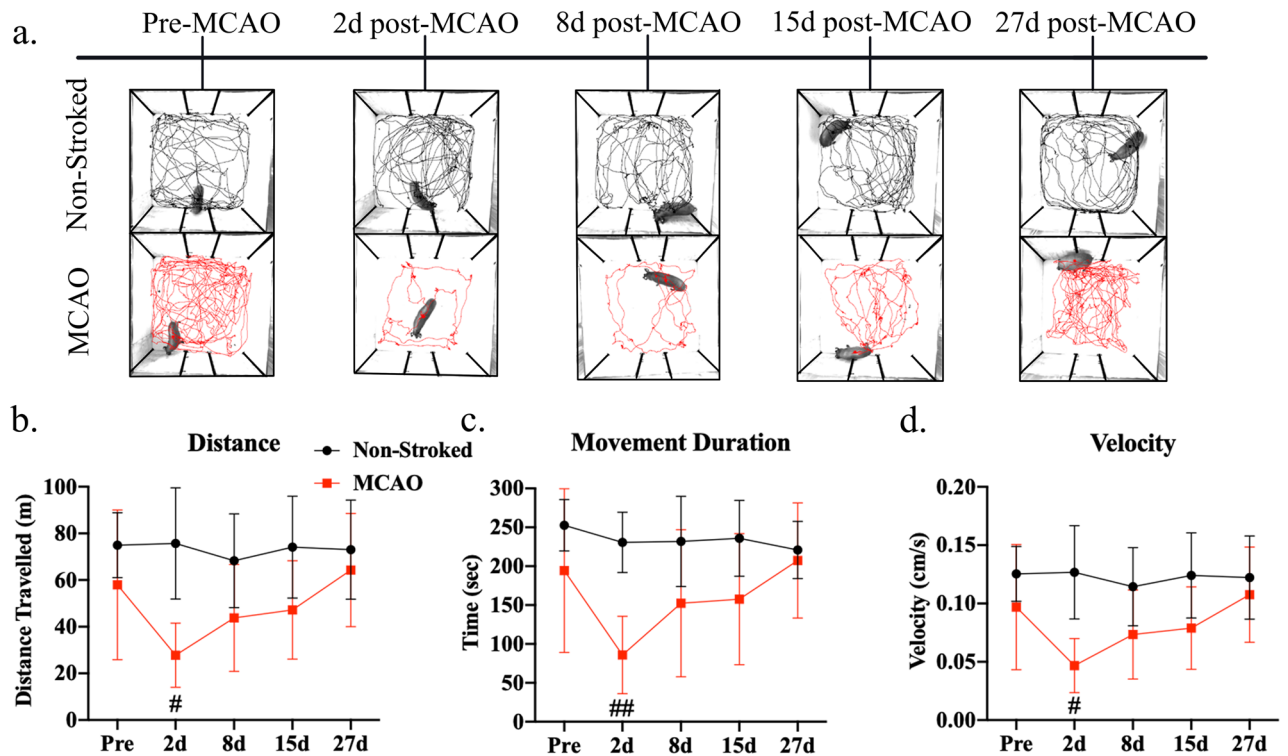 a.
Pre-MCAO 2d post-MCAO 8d post-MCAO 15d post-MCAO 27d post-MCAO
Non-Stroked
MCAO
b.
Distance
Non-Stroked
MCAO
Distance Travelled (m)
100
80
60
40
20
0
#
Pre 2d 8d 15d 27d
c.
Movement Duration
Time (sec)
300
250
200
150
100
50
0
##
Pre 2d 8d 15d 27d
d.
Velocity
Velocity (cm/s)
0.20
0.15
0.10
0.05
0.00
#
Pre 2d 8d 15d 27d